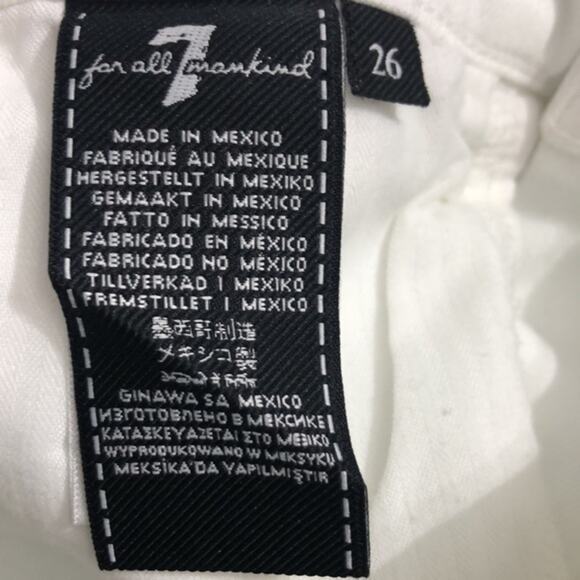 7
for all mankind
26
MADE IN MEXICO
FABRIQUÉ AU MEXIQUE
HERGESTELLT IN MEXIKO
GEMAAKT IN MEXICO
FATTO IN MESSICO
FABRICADO EN MÉXICO
FABRICADO NO MÉXICO
TILLVERKAD I MEXICO
FREMSTILLET I MEXICO
墨西哥制造
メキシコ製
GINAWA SA MEXICO
ИЗГОТОВЛЕНО В МЕКСИКЕ
ΚΑΤΑΣΚΕΥΑΖΕΤΑΙ ΣΤΟ ΜΕΞΙΚΟ
WYPRODUKOWANO W MEKSYKU
MEKSİKA'DA YAPILMIŞTIR